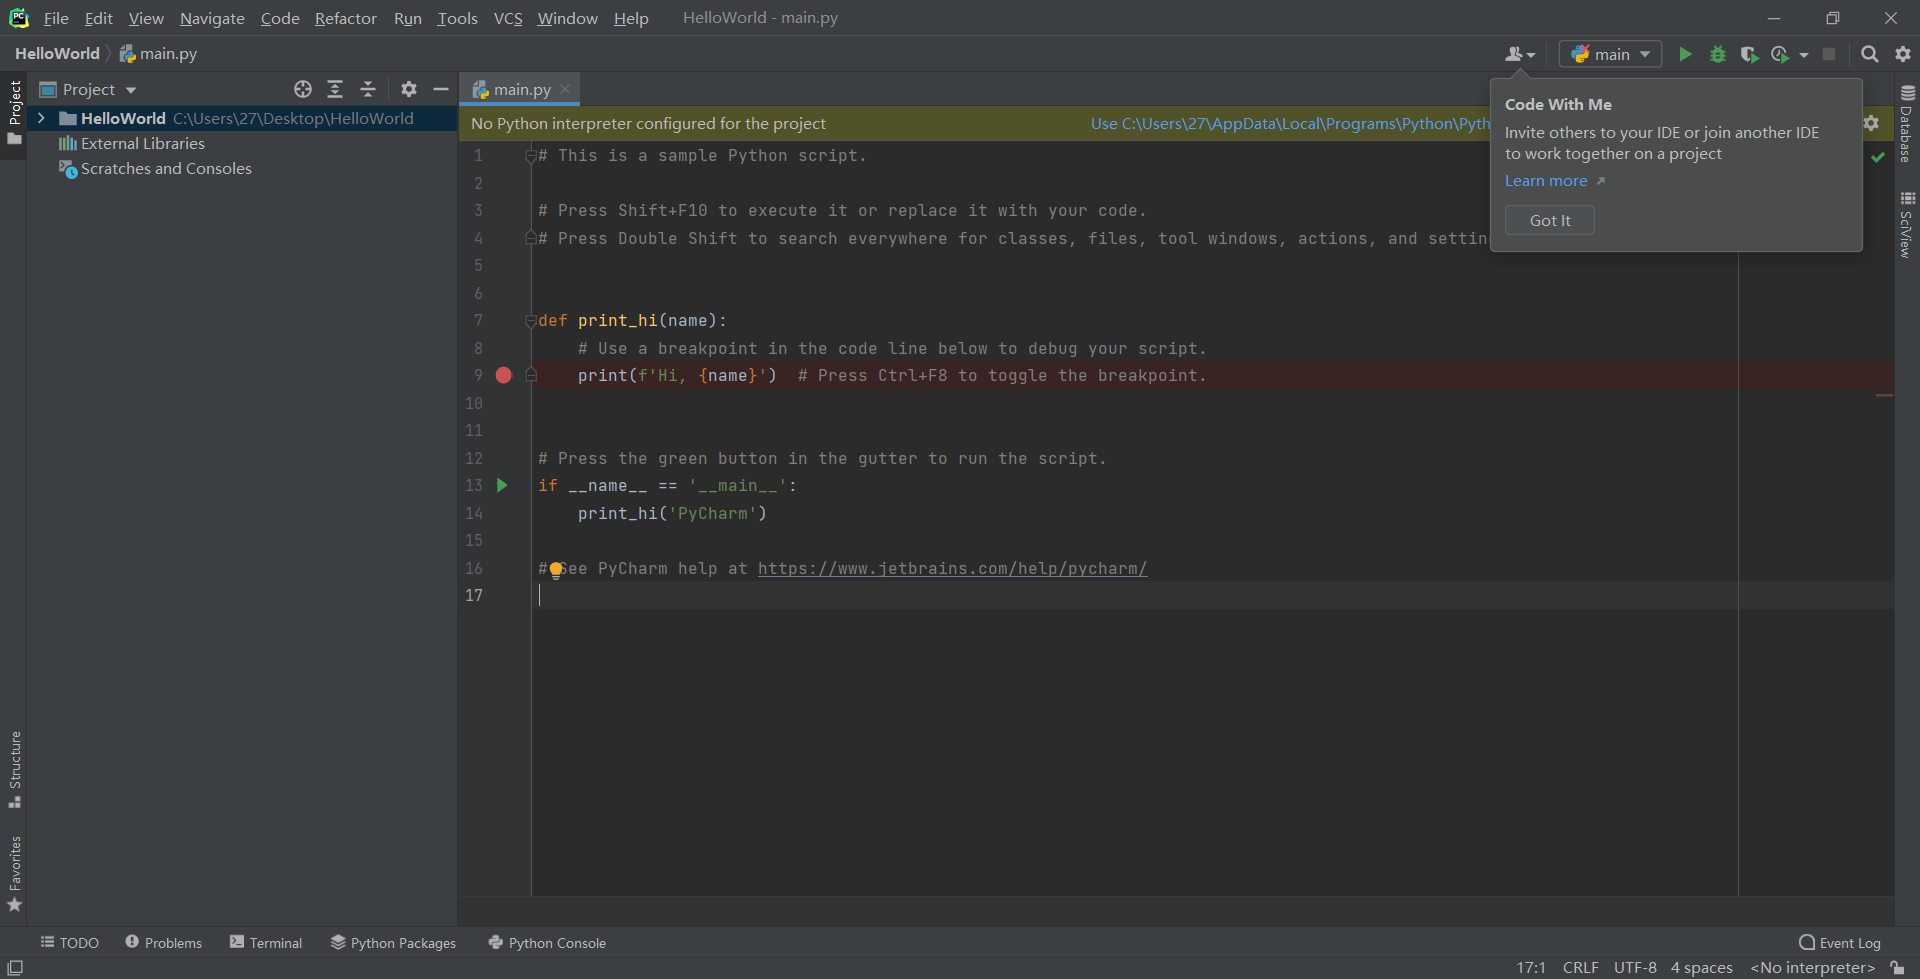 PC File Edit View Navigate Code Refactor Run Tools VCS Window Help HelloWorld - main.py
HelloWorld main.py main
Project
Project
HelloWorld C:\Users\27\Desktop\HelloWorld
External Libraries
Scratches and Consoles
Structure
Favorites
main.py
No Python interpreter configured for the project Use C:\Users\27\AppData\Local\Programs\Python\Pyth
1 # This is a sample Python script.
2
3 # Press Shift+F10 to execute it or replace it with your code.
4 # Press Double Shift to search everywhere for classes, files, tool windows, actions, and settin
5
6
7 def print_hi(name):
8 # Use a breakpoint in the code line below to debug your script.
9 print(f'Hi, {name}') # Press Ctrl+F8 to toggle the breakpoint.
10
11
12 # Press the green button in the gutter to run the script.
13 if __name__ == '__main__':
14 print_hi('PyCharm')
15
16 # See PyCharm help at https://www.jetbrains.com/help/pycharm/
17
Code With Me
Invite others to your IDE or join another IDE
to work together on a project
Learn more
Got It
Database
SciView
TODO Problems Terminal Python Packages Python Console Event Log
17:1 CRLF UTF-8 4 spaces <No interpreter>